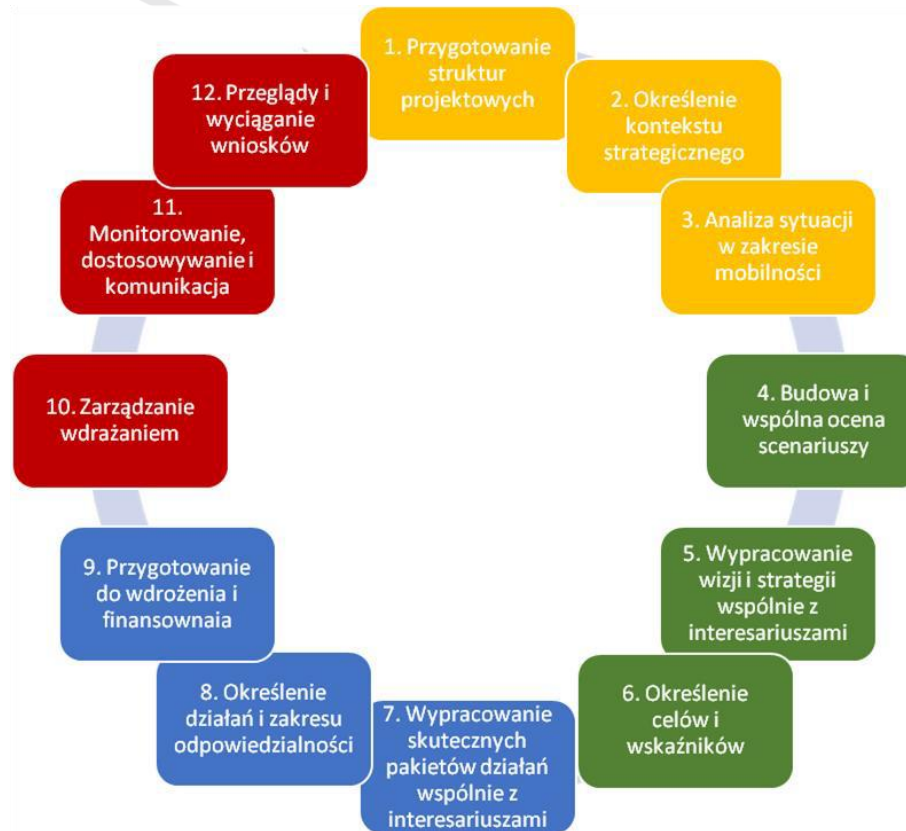 1. Przygotowanie
struktur
projektowych
2. Określenie
kontekstu
strategicznego
3. Analiza sytuacji
w zakresie
mobilności
4. Budowa i
wspólna ocena
scenariuszy
5. Wypracowanie
wizji i strategii
wspólnie z
interesariuszami
6. Określenie
celów i
wskaźników
7. Wypracowanie
skutecznych
pakietów działań
wspólnie z
interesariuszami
8. Określenie
działań i zakresu
odpowiedzialności
9. Przygotowanie
do wdrożenia i
finansownaia
10. Zarządzanie
wdrażaniem
11.
Monitorowanie,
dostosowywanie i
komunikacja
12. Przeglądy i
wyciąganie
wniosków